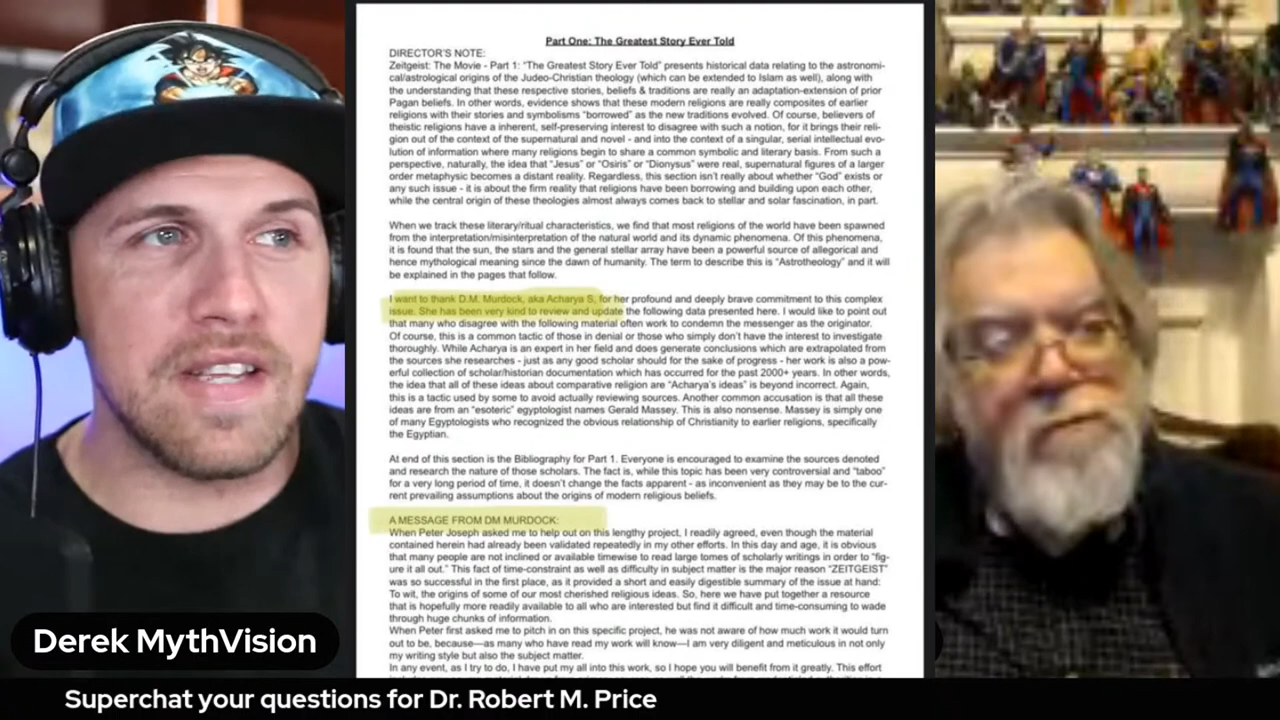 Part One: The Greatest Story Ever Told
DIRECTOR'S NOTE:
Zeitgeist: The Movie - Part 1: "The Greatest Story Ever Told" presents historical data relating to the astronomi-
cal/astrological origins of the Judeo-Christian theology (which can be extended to Islam as well), along with
the understanding that these respective stories, beliefs & traditions are really an adaptation-extension of prior
Pagan beliefs. In other words, evidence shows that these modern religions are really composites of earlier
religions with their stories and symbolisms "borrowed" as the new traditions evolved. Of course, believers of
theistic religions have a inherent, self-preserving interest to disagree with such a notion, for it brings their reli-
gion out of the context of the supernatural and novel - and into the context of a singular, serial intellectual evo-
lution of information where many religions begin to share a common symbolic and literary basis. From such a
perspective, naturally, the idea that "Jesus" or "Osiris" or "Dionysus" were real, supernatural figures of a larger
order metaphysic becomes a distant reality. Regardless, this section isn't really about whether "God" exists or
any such issue - it is about the firm reality that religions have been borrowing and building upon each other,
while the central origin of these theologies almost always comes back to stellar and solar fascination, in part.
When we track these literary/ritual characteristics, we find that most religions of the world have been spawned
from the interpretation/misinterpretation of the natural world and its dynamic phenomena. Of this phenomena,
it is found that the sun, the stars and the general stellar array have been a powerful source of allegorical and
hence mythological meaning since the dawn of humanity. The term to describe this is "Astrotheology" and it will
be explained in the pages that follow.
I want to thank D.M. Murdock, aka Acharya S, for her profound and deeply brave commitment to this complex
issue. She has been very kind to review and update the following data presented here. I would like to point out
that many who disagree with the following material often work to condemn the messenger as the originator.
Of course, this is a common tactic of those in denial or those who simply don't have the interest to investigate
thoroughly. While Acharya is an expert in her field and does generate conclusions which are extrapolated from
the sources she researches - just as any good scholar should for the sake of progress - her work is also a pow-
erful collection of scholar/historian documentation which has occurred for the past 2000+ years. In other words,
the idea that all of these ideas about comparative religion are "Acharya's ideas" is beyond incorrect. Again,
this is a tactic used by some to avoid actually reviewing sources. Another common accusation is that all these
ideas are from an "esoteric" egyptologist names Gerald Massey. This is also nonsense. Massey is simply one
of many Egyptologists who recognized the obvious relationship of Christianity to earlier religions, specifically
the Egyptian.
At end of this section is the Bibliography for Part 1. Everyone is encouraged to examine the sources denoted
and research the nature of those scholars. The fact is, while this topic has been very controversial and "taboo"
for a very long period of time, it doesn't change the facts apparent - as inconvenient as they may be to the cur-
rent prevailing assumptions about the origins of modern religious beliefs.
A MESSAGE FROM DM MURDOCK:
When Peter Joseph asked me to help out on this lengthy project, I readily agreed, even though the material
contained herein had already been validated repeatedly in my other efforts. In this day and age, it is obvious
that many people are not inclined or available timewise to read large tomes of scholarly writings in order to "fig-
ure it all out." This fact of time-constraint as well as difficulty in subject matter is the major reason "ZEITGEIST"
was so successful in the first place, as it provided a short and easily digestible summary of the issue at hand:
To wit, the origins of some of our most cherished religious ideas. So, here we have put together a resource
that is hopefully more readily available to all who are interested but find it difficult and time-consuming to wade
through huge chunks of information.
When Peter first asked me to pitch in on this specific project, he was not aware of how much work it would turn
out to be, because—as many who have read my work will know—I am very diligent and meticulous in not only
my writing style but also the subject matter.
In any event, as I try to do, I have put my all into this work, so I hope you will benefit from it greatly. This effort
Derek MythVision
Superchat your questions for Dr. Robert M. Price